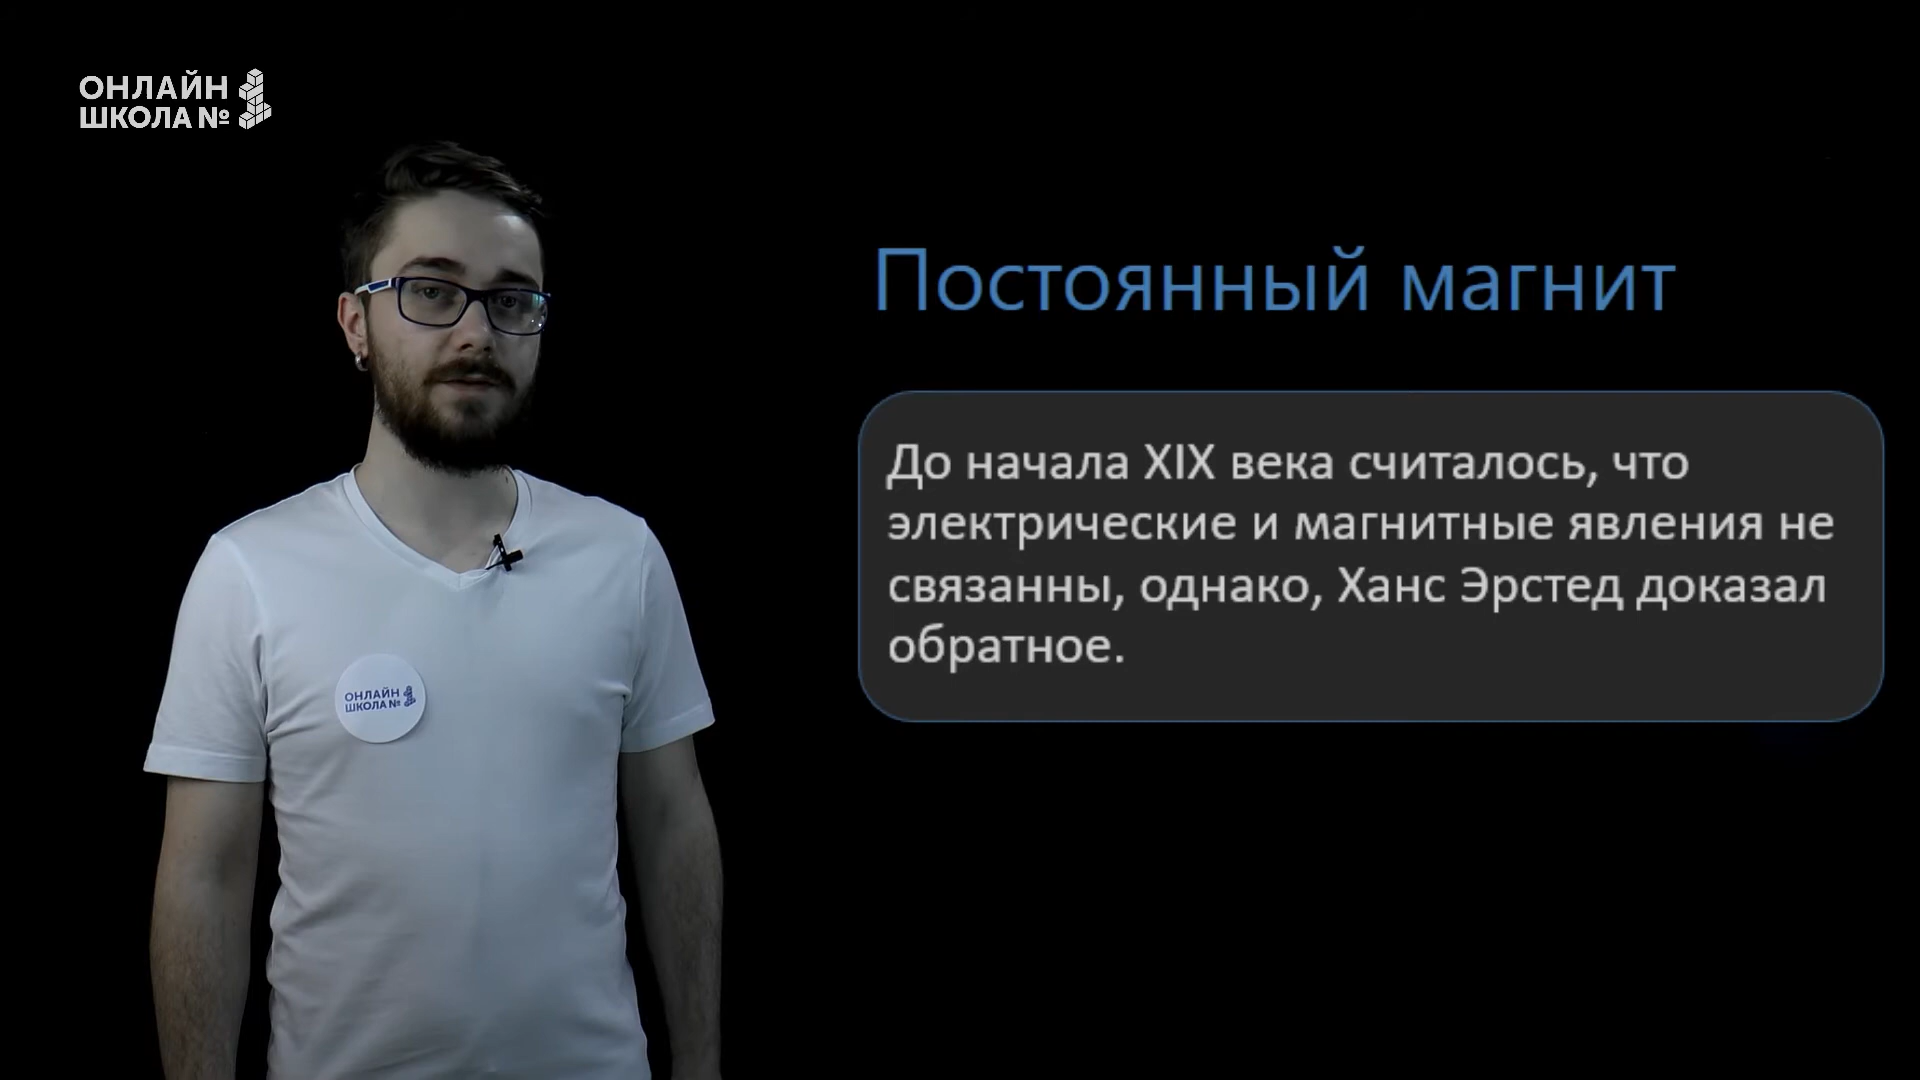 ОНЛАЙН
ШКОЛА №
Постоянный магнит
До начала XIX века считалось, что
электрические и магнитные явления не
связанны, однако, Ханс Эрстед доказал
обратное.
ОНЛАЙН
ШКОЛА №